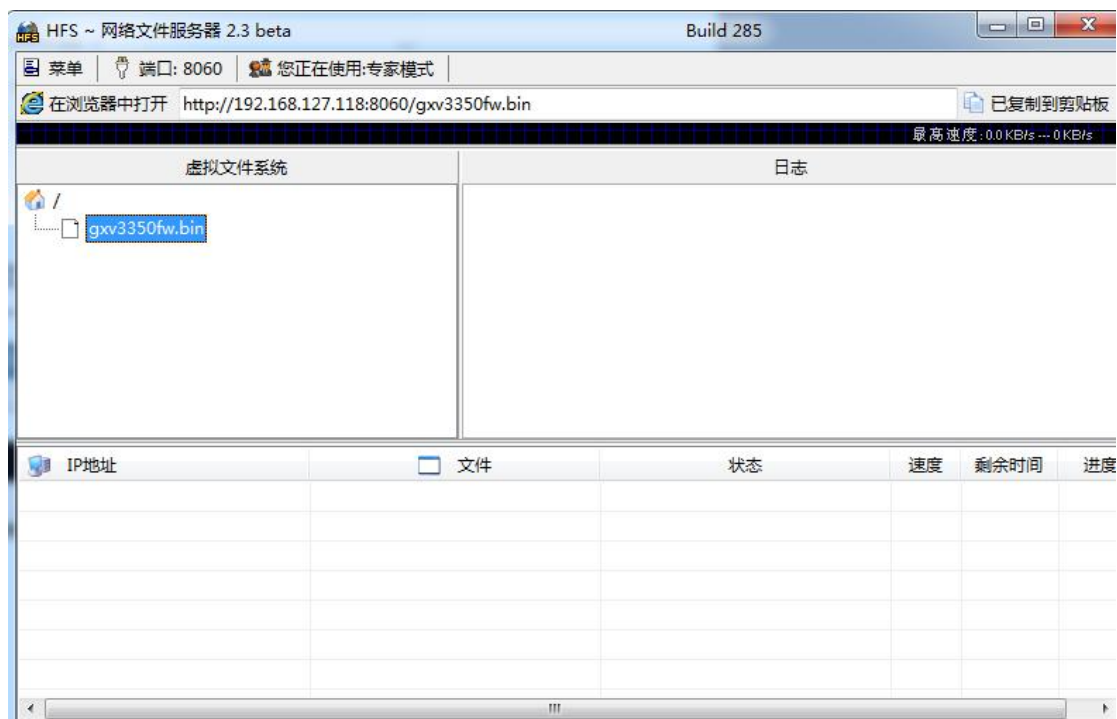 HFS ~ 网络文件服务器 2.3 beta Build 285
菜单 端口: 8060 您正在使用:专家模式
在浏览器中打开 http://192.168.127.118:8060/gxv3350fw.bin 已复制到剪贴板
最高速度:0.0 KB/s --- 0 KB/s
虚拟文件系统 日志
/
gxv3350fw.bin
IP地址 文件 状态 速度 剩余时间 进度